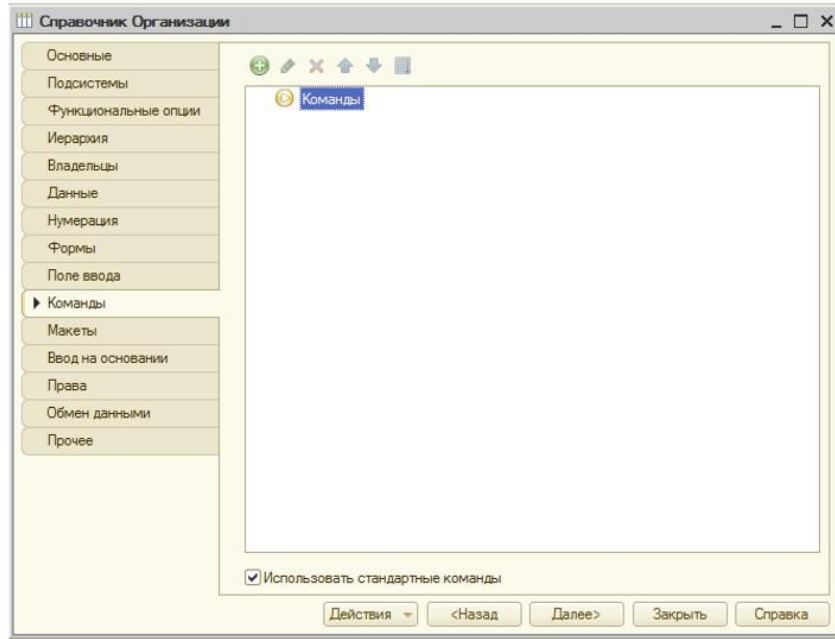 Справочник Организации
Основные
Подсистемы
Функциональные опции
Иерархия
Владельцы
Данные
Нумерация
Формы
Поле ввода
Команды
Макеты
Ввод на основании
Права
Обмен данными
Прочее
Команды
Использовать стандартные команды
Действия <Назад Далее> Закрыть Справка